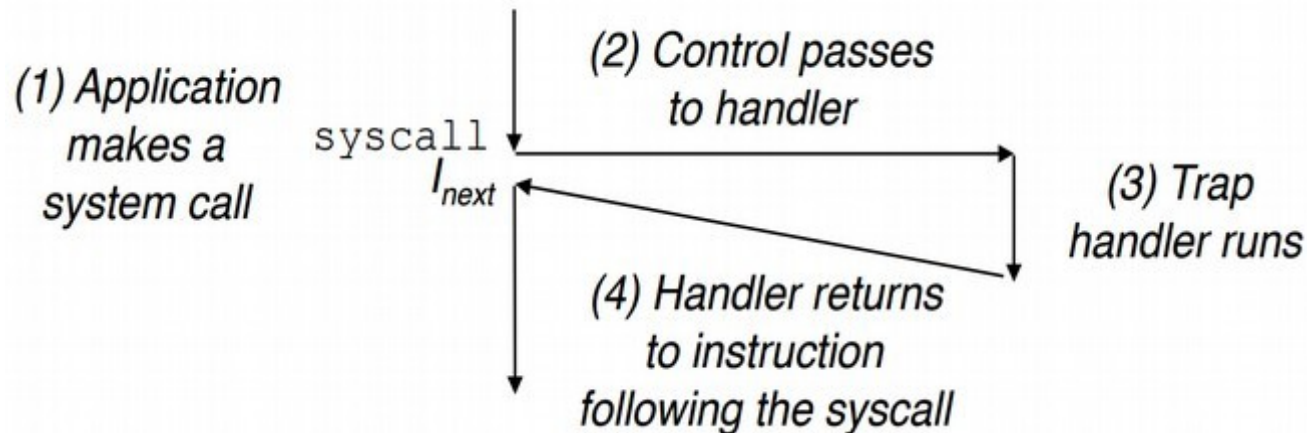 (1) Application
makes a
system call
syscall
Inext
(2) Control passes
to handler
(3) Trap
handler runs
(4) Handler returns
to instruction
following the syscall